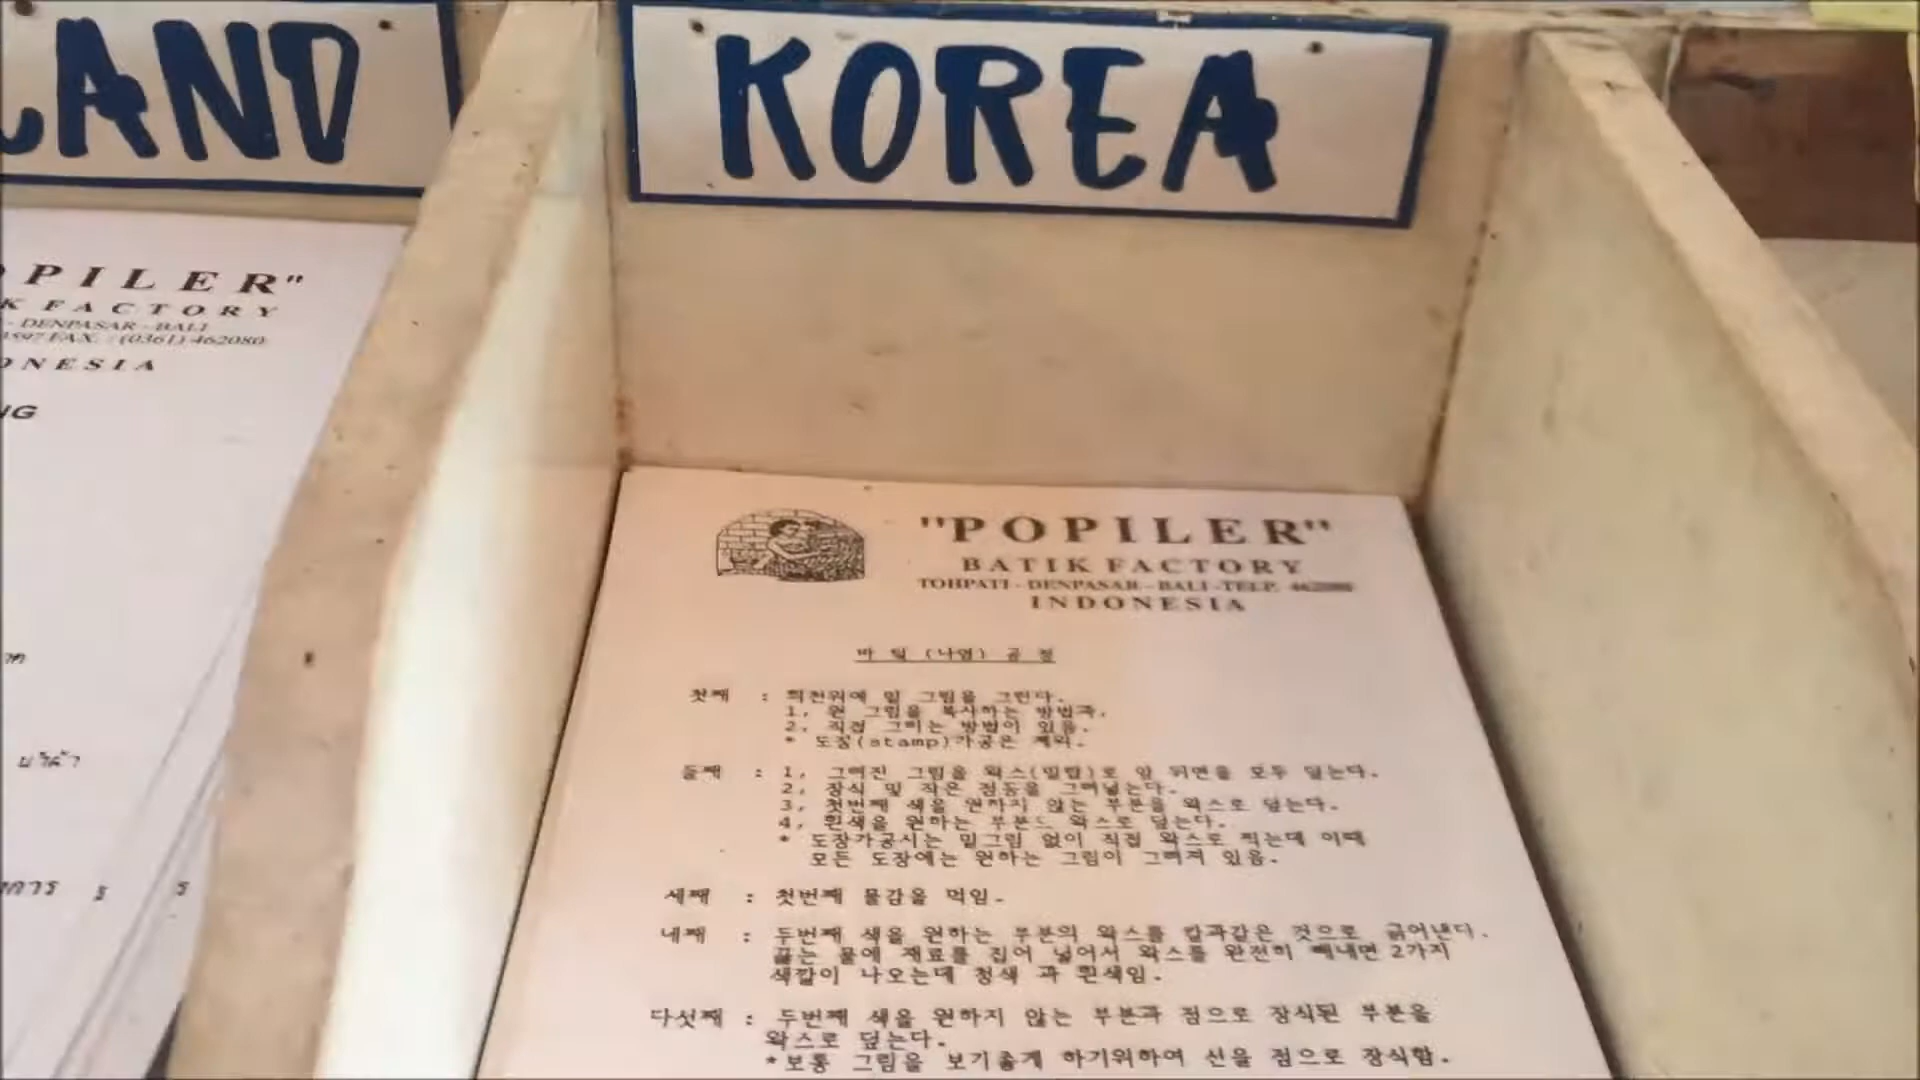 LAND
KOREA
PILER"
K FACTORY
- DENPASAR - BALI
FAX. : (0361) 462080
ONESIA
NG
"POPILER"
BATIK FACTORY
TOHPATI - DENPASAR - BALI - TELP.
INDONESIA
바 틱 (나염) 공 정
첫째 : 흰천위에 밑 그림을 그린다.
1, 원 그림을 복사하는 방법과,
2, 직접 그리는 방법이 있음.
* 도장(stamp)가공은 제외.
둘째 : 1, 그려진 그림을 왁스(밀랍)로 앞 뒤면을 모두 덮는다.
2, 장식 및 작은 점등을 그려넣는다.
3, 첫번째 색을 원하지 않는 부분을 왁스로 덮는다.
4, 흰색을 원하는 부분도 왁스로 덮는다.
* 도장가공시는 밑그림 없이 직접 왁스로 찍는데 이때
모든 도장에는 원하는 그림이 그려져 있음.
세째 : 첫번째 물감을 먹임.
네째 : 두번째 색을 원하는 부분의 왁스를 칼과같은 것으로 긁어낸다.
끓는 물에 재료를 집어 넣어서 왁스를 완전히 빼내면 2가지
색깔이 나오는데 청색 과 흰색임.
다섯째 : 두번째 색을 원하지 않는 부분과 점으로 장식된 부분을
왁스로 덮는다.
*보통 그림을 보기좋게 하기위하여 선을 점으로 장식함.